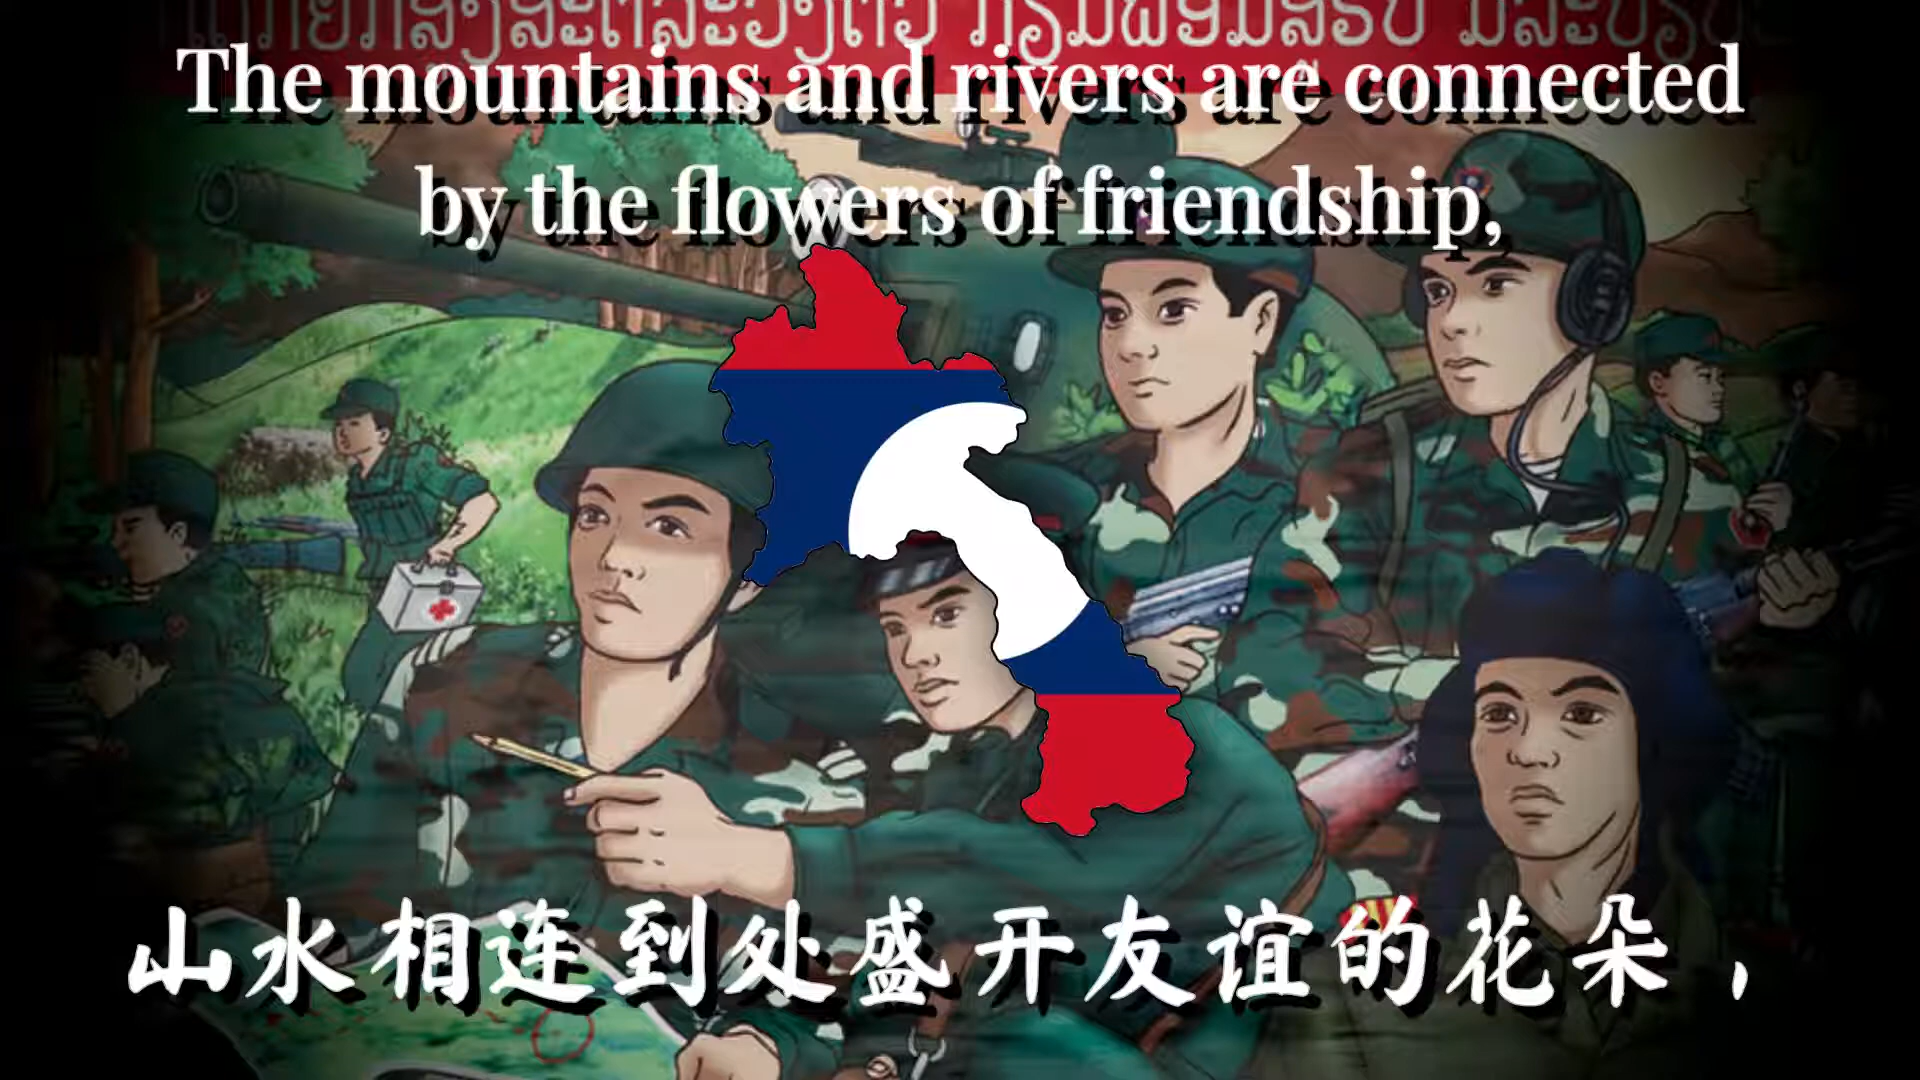 The mountains and rivers are connected
by the flowers of friendship,
山水相连到处盛开友谊的花朵，